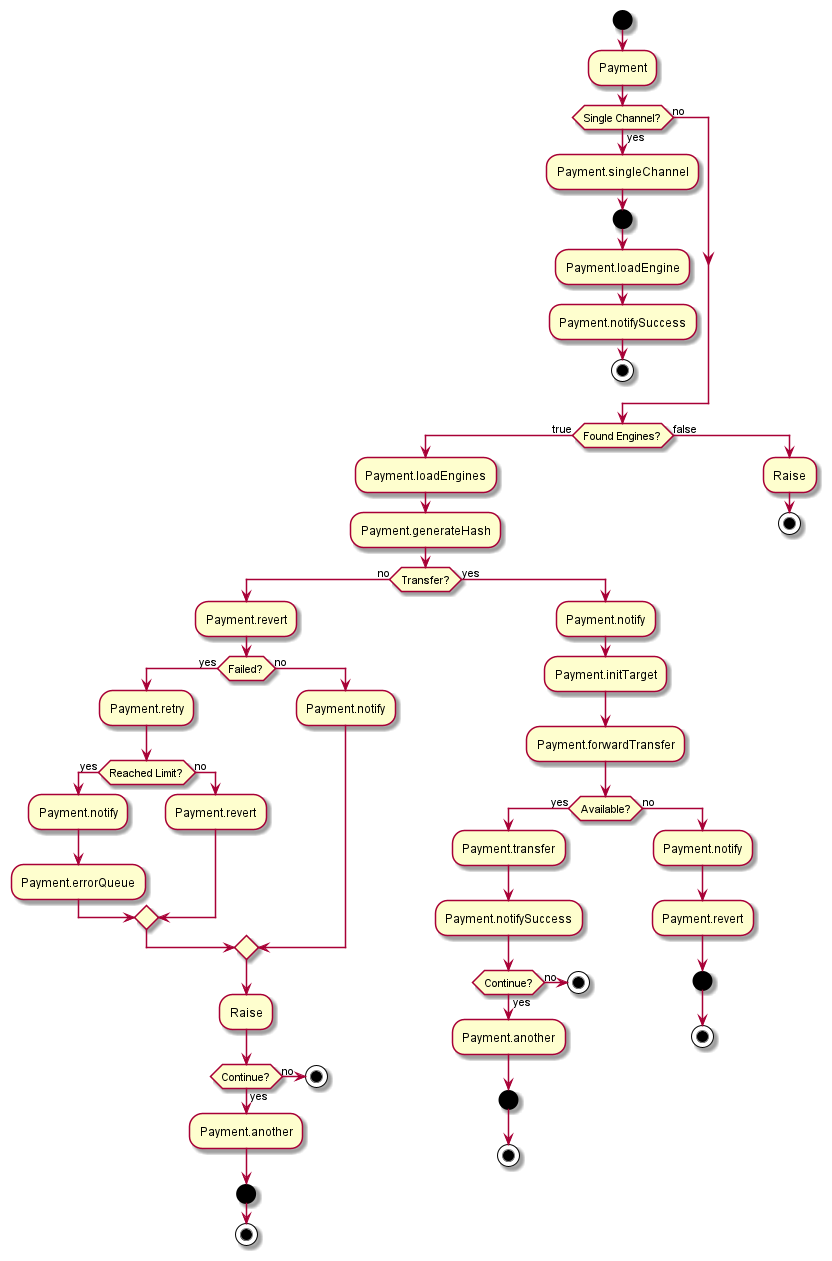 Payment
Single Channel?
no
yes
Payment.singleChannel
Payment.loadEngine
Payment.notifySuccess
true
Found Engines?
false
Payment.loadEngines
Raise
Payment.generateHash
no
Transfer?
yes
Payment.revert
Payment.notify
yes
Failed?
no
Payment.initTarget
Payment.retry
Payment.notify
Payment.forwardTransfer
yes
Reached Limit?
no
yes
Available?
no
Payment.notify
Payment.revert
Payment.transfer
Payment.notify
Payment.errorQueue
Payment.notifySuccess
Payment.revert
Continue?
no
yes
Raise
Payment.another
Continue?
no
yes
Payment.another